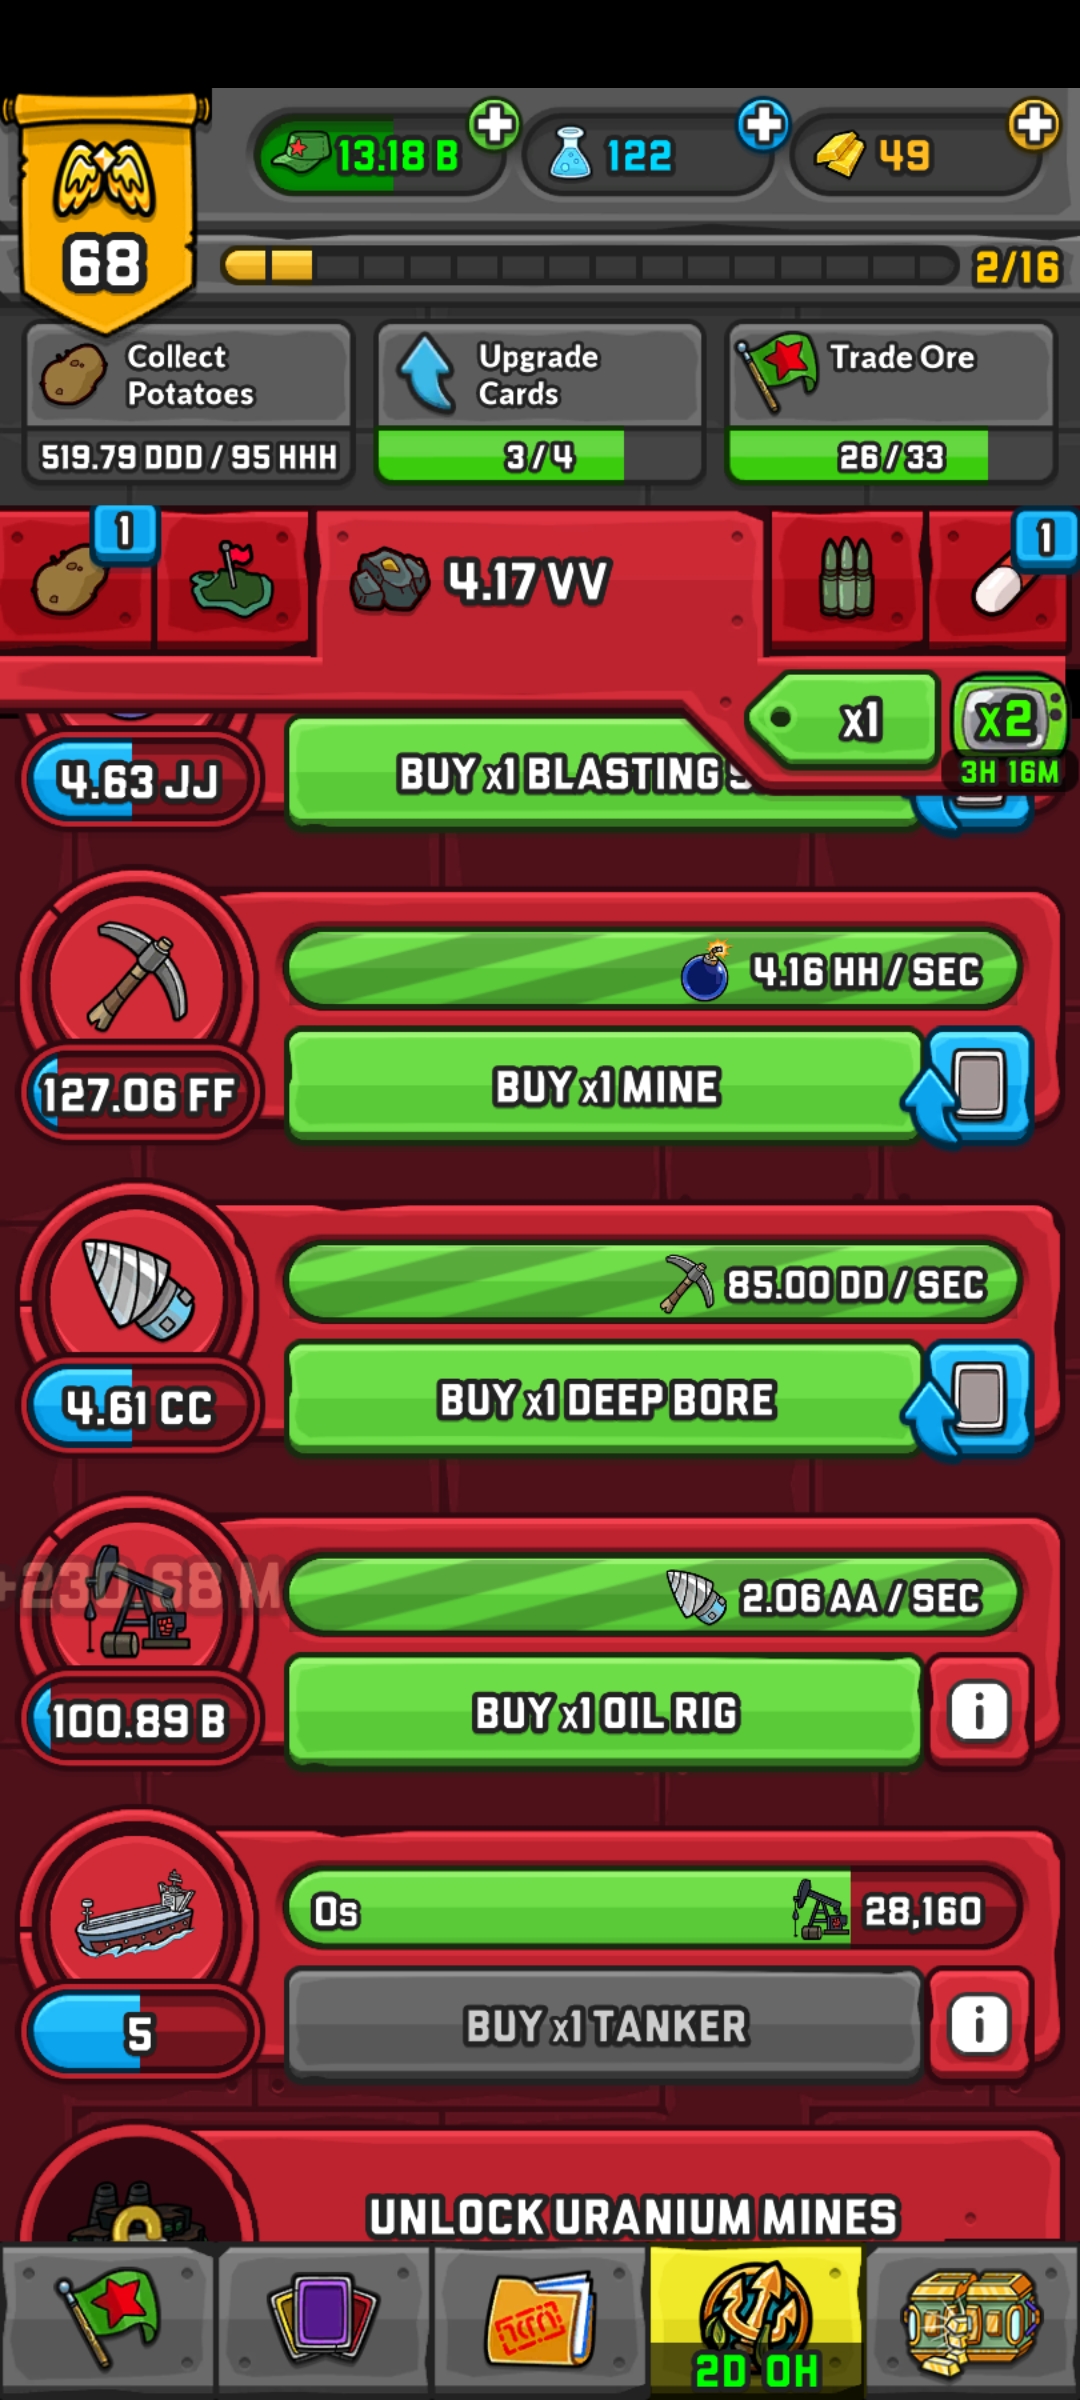 13.18 B
122
49
68
2/16
Collect
Potatoes
519.79 DDD / 95 HHH
Upgrade
Cards
3/4
Trade Ore
26/33
1
4.17 VV
1
x1
x2
3H 16M
4.63 JJ
BUY x1 BLASTING
4.16 HH / SEC
127.06 FF
BUY x1 MINE
85.00 DD / SEC
4.61 CC
BUY x1 DEEP BORE
+230.68 M
2.06 AA / SEC
100.89 B
BUY x1 OIL RIG
i
0s
28,160
5
BUY x1 TANKER
i
UNLOCK URANIUM MINES
2D 0H